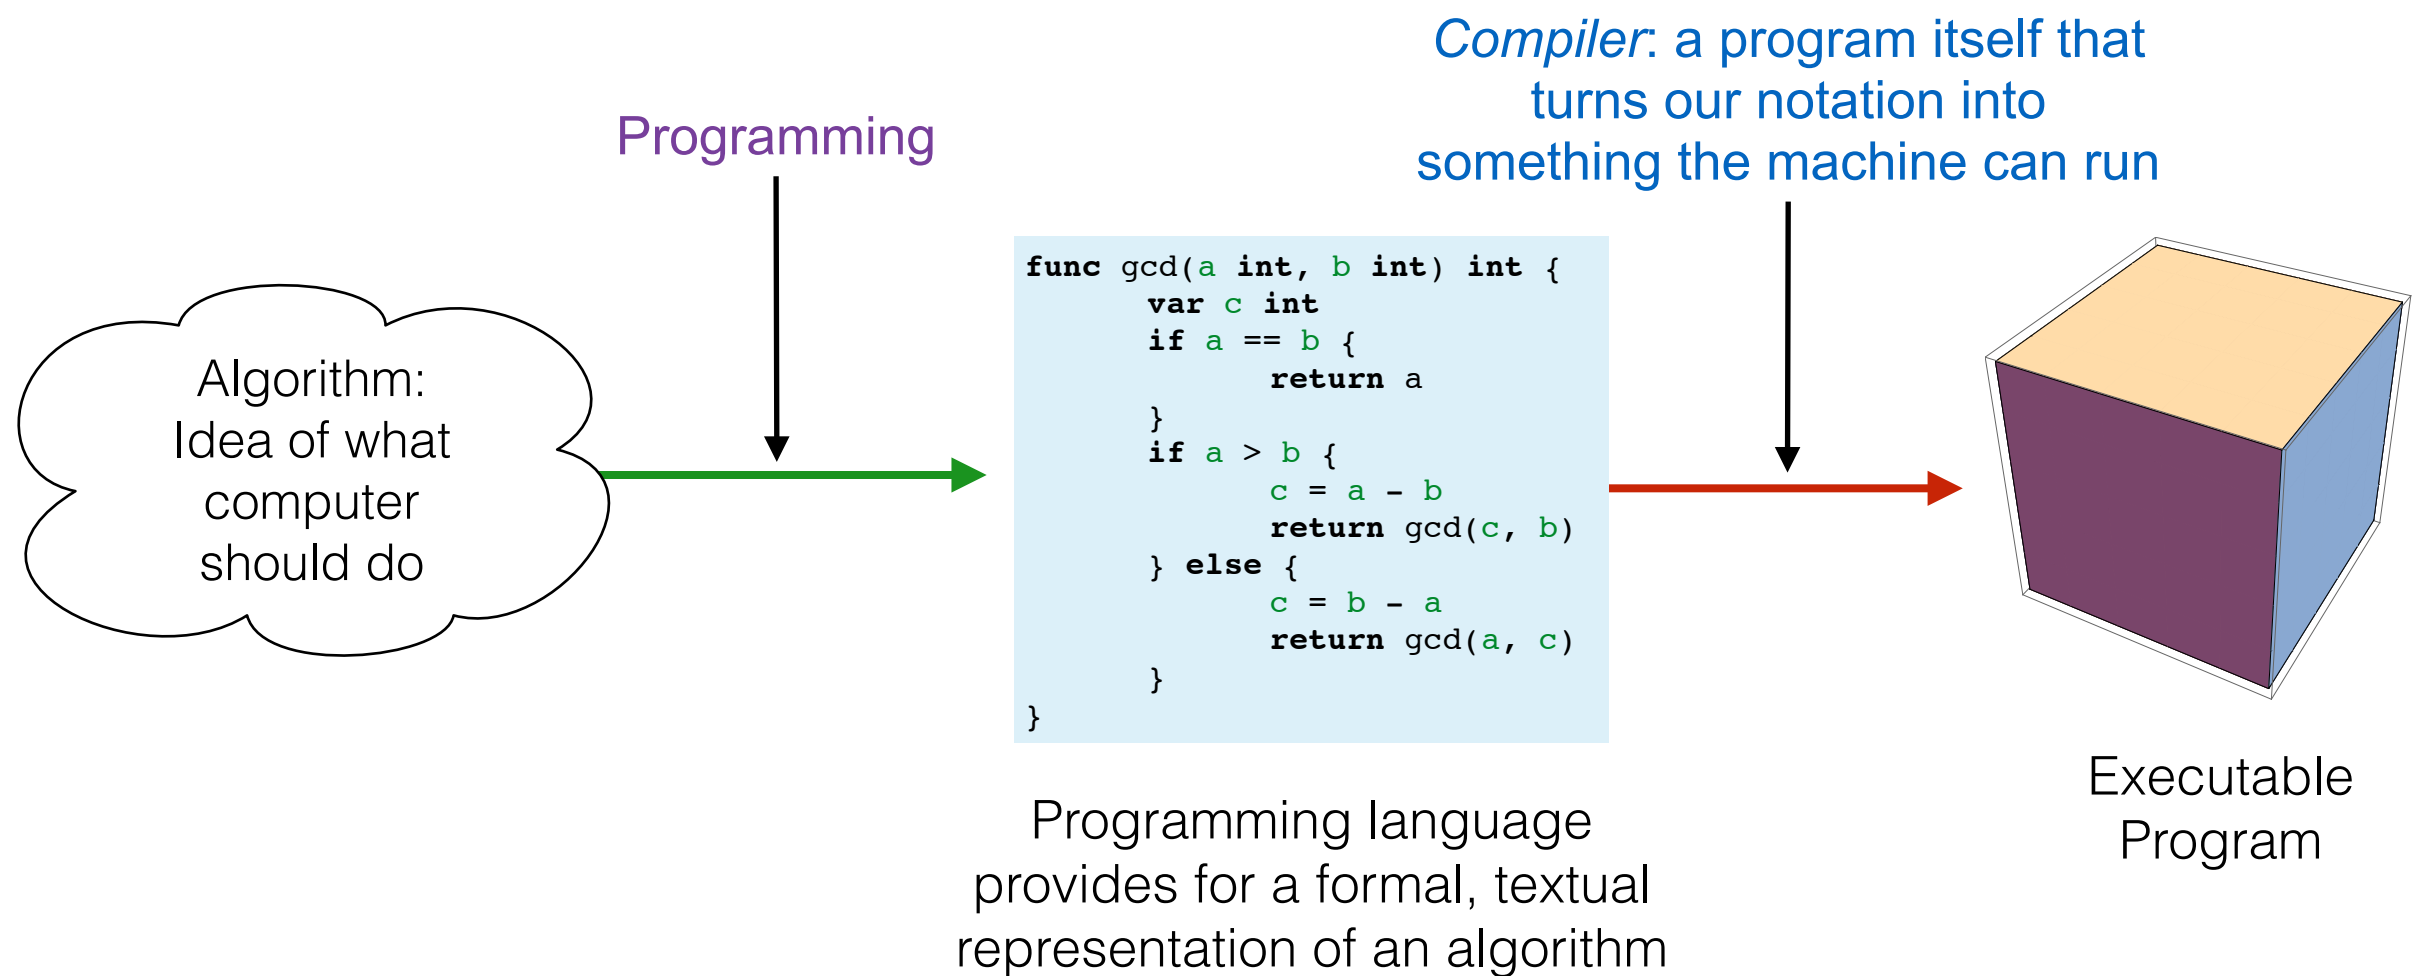 Compiler: a program itself that
turns our notation into
something the machine can run
Programming
Algorithm:
Idea of what
computer
should do
func gcd(a int, b int) int {
var c int
if a == b {
return a
}
if a > b {
c = a - b
return gcd(c, b)
} else {
c = b - a
return gcd(a, c)
}
}
Programming language
provides for a formal, textual
representation of an algorithm
Executable
Program